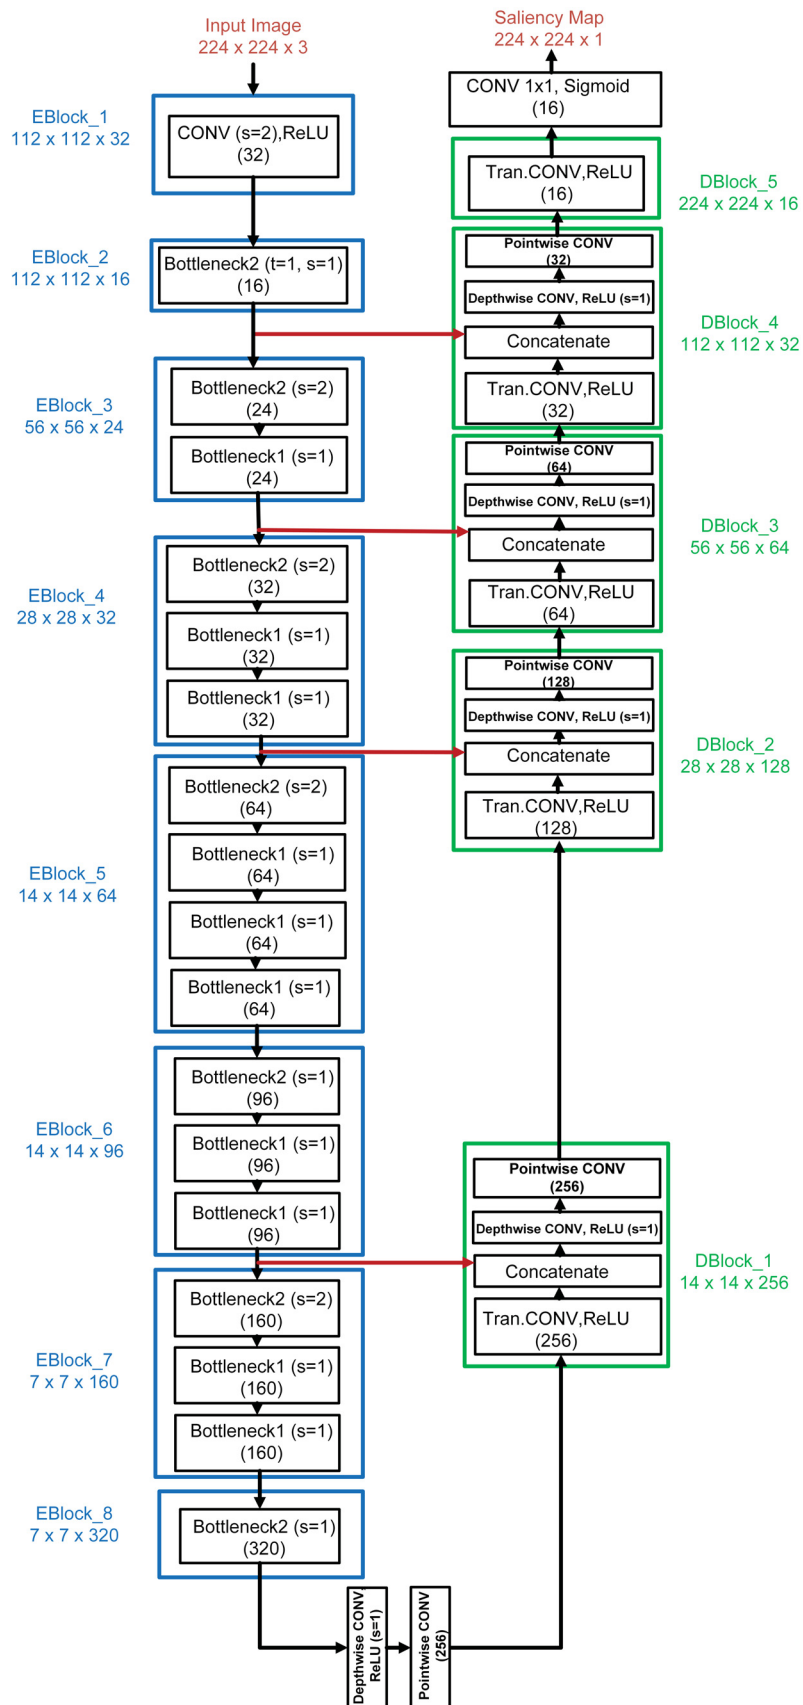 Input Image
224 x 224 x 3
EBlock_1
112 x 112 x 32
CONV (s=2),ReLU
(32)
EBlock_2
112 x 112 x 16
Bottleneck2 (t=1, s=1)
(16)
EBlock_3
56 x 56 x 24
Bottleneck2 (s=2)
(24)
Bottleneck1 (s=1)
(24)
EBlock_4
28 x 28 x 32
Bottleneck2 (s=2)
(32)
Bottleneck1 (s=1)
(32)
Bottleneck1 (s=1)
(32)
EBlock_5
14 x 14 x 64
Bottleneck2 (s=2)
(64)
Bottleneck1 (s=1)
(64)
Bottleneck1 (s=1)
(64)
Bottleneck1 (s=1)
(64)
EBlock_6
14 x 14 x 96
Bottleneck2 (s=1)
(96)
Bottleneck1 (s=1)
(96)
Bottleneck1 (s=1)
(96)
EBlock_7
7 x 7 x 160
Bottleneck2 (s=2)
(160)
Bottleneck1 (s=1)
(160)
Bottleneck1 (s=1)
(160)
EBlock_8
7 x 7 x 320
Bottleneck2 (s=1)
(320)
Depthwise CONV,
ReLU (s=1)
Pointwise CONV
(256)
Saliency Map
224 x 224 x 1
CONV 1x1, Sigmoid
(16)
Tran.CONV,ReLU
(16)
DBlock_5
224 x 224 x 16
Pointwise CONV
(32)
Depthwise CONV, ReLU (s=1)
Concatenate
Tran.CONV,ReLU
(32)
DBlock_4
112 x 112 x 32
Pointwise CONV
(64)
Depthwise CONV, ReLU (s=1)
Concatenate
Tran.CONV,ReLU
(64)
DBlock_3
56 x 56 x 64
Pointwise CONV
(128)
Depthwise CONV, ReLU (s=1)
Concatenate
Tran.CONV,ReLU
(128)
DBlock_2
28 x 28 x 128
Pointwise CONV
(256)
Depthwise CONV, ReLU (s=1)
Concatenate
Tran.CONV,ReLU
(256)
DBlock_1
14 x 14 x 256